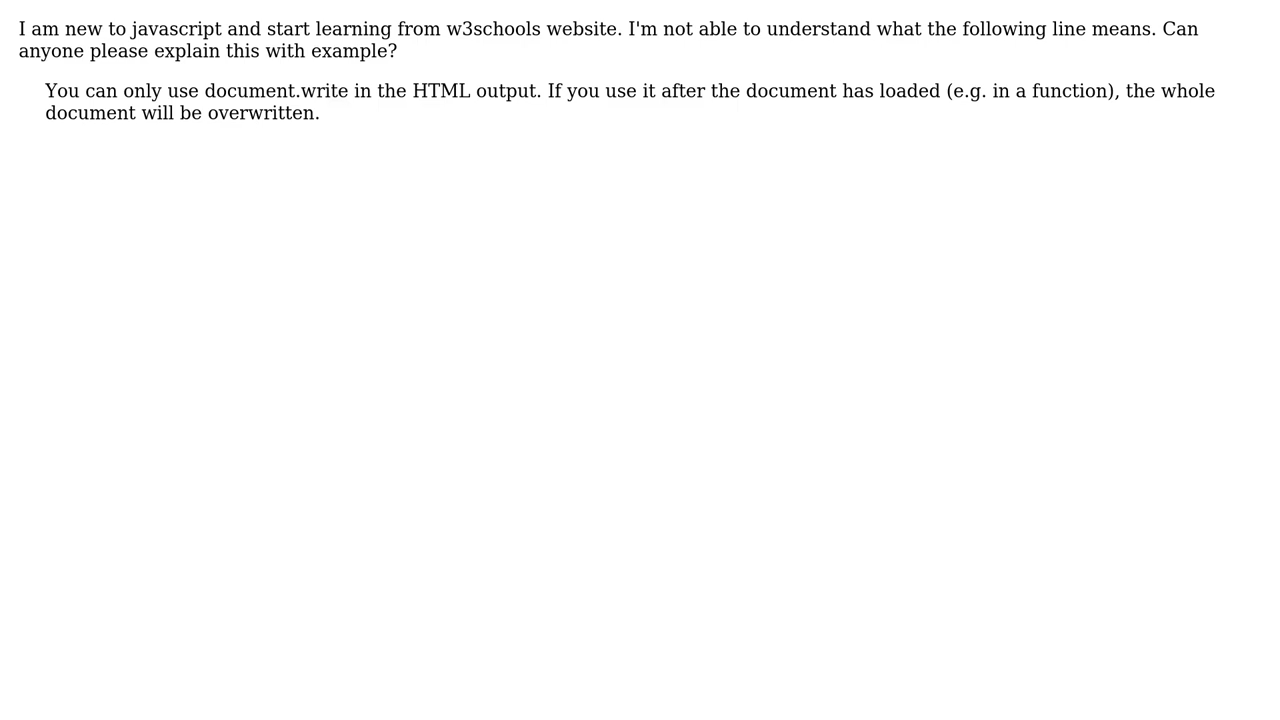 I am new to javascript and start learning from w3schools website. I'm not able to understand what the following line means. Can
anyone please explain this with example?
You can only use document.write in the HTML output. If you use it after the document has loaded (e.g. in a function), the whole
document will be overwritten.